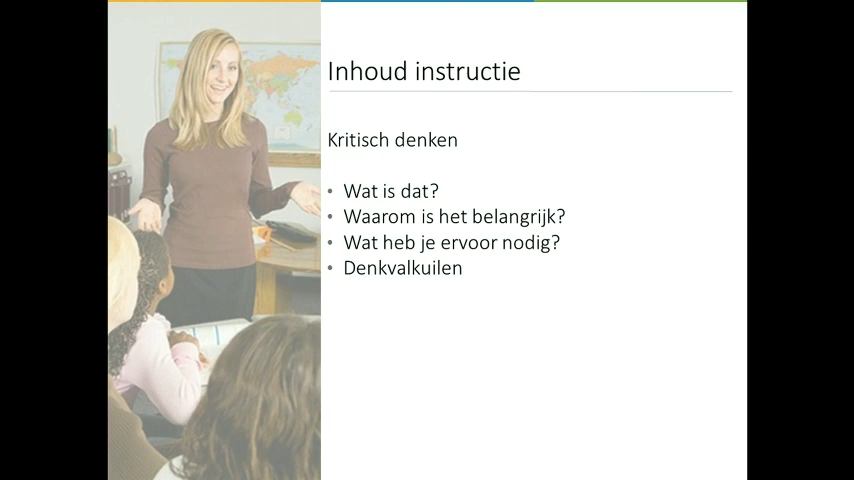 Inhoud instructie
Kritisch denken
• Wat is dat?
• Waarom is het belangrijk?
• Wat heb je ervoor nodig?
• Denkvalkuilen